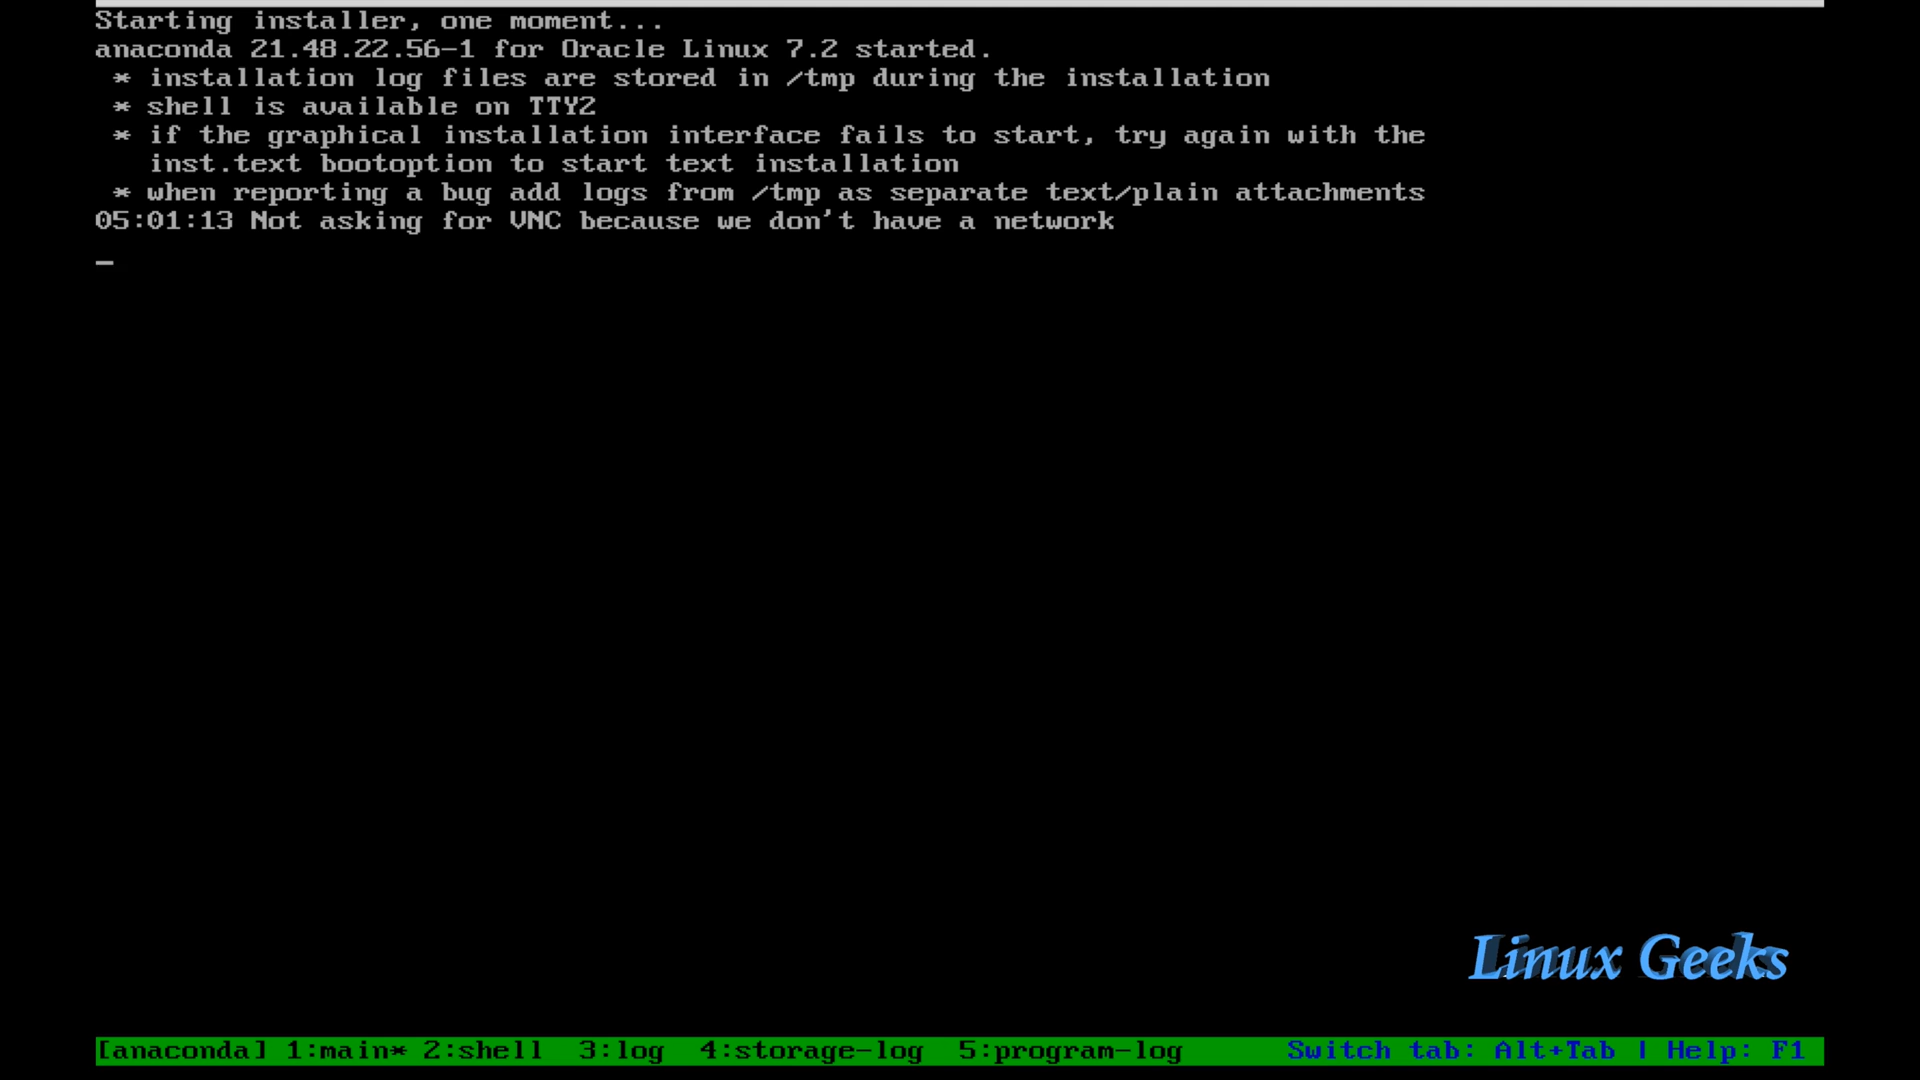 Starting installer, one moment...
anaconda 21.48.22.56-1 for Oracle Linux 7.2 started.
* installation log files are stored in /tmp during the installation
* shell is available on TTY2
* if the graphical installation interface fails to start, try again with the
inst.text bootoption to start text installation
* when reporting a bug add logs from /tmp as separate text/plain attachments
05:01:13 Not asking for VNC because we don't have a network
Linux Geeks
[anaconda] 1:main* 2:shell  3:log  4:storage-log  5:program-log      Switch tab: Alt+Tab | Help: F1